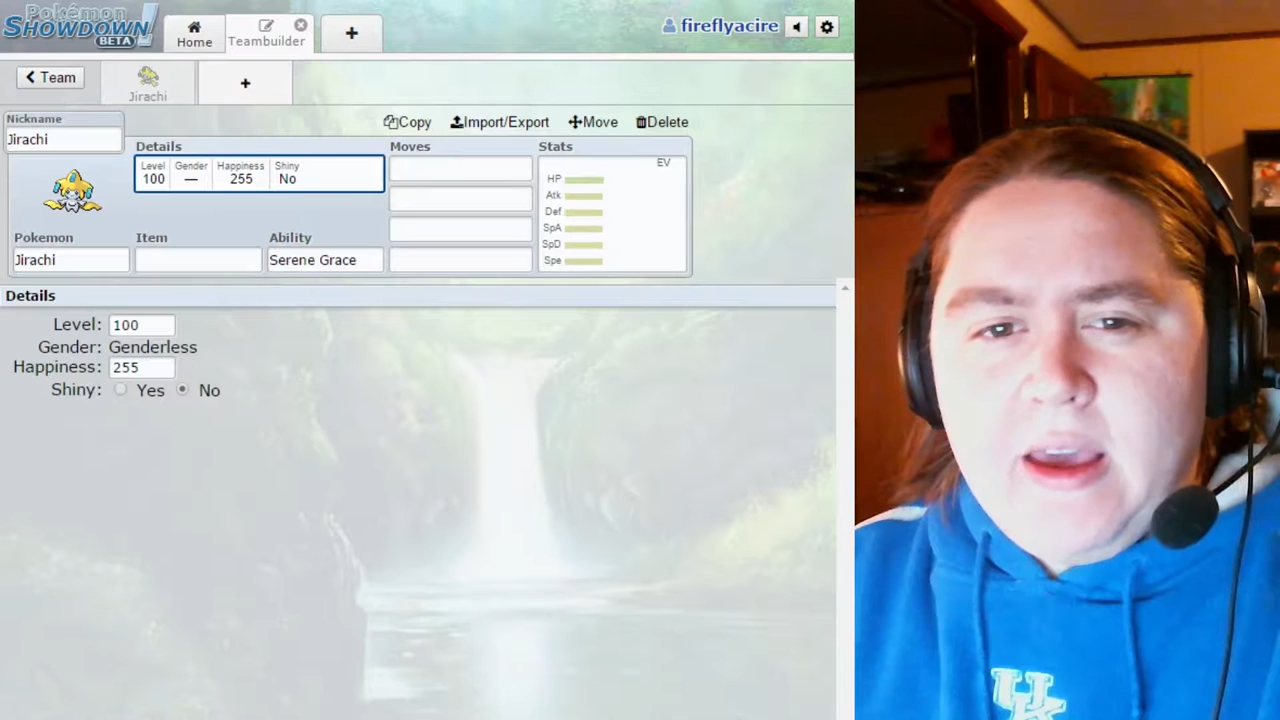 Pokémon
SHOWDOWN!
BETA
Home
Teambuilder
+
fireflyacire
Team
Jirachi
+
Nickname
Jirachi
Copy Import/Export Move Delete
Details
Level Gender Happiness Shiny
100 — 255 No
Moves
Stats
EV
HP
Atk
Def
SpA
SpD
Spe
Pokemon Item Ability
Jirachi Serene Grace
Details
Level: 100
Gender: Genderless
Happiness: 255
Shiny: Yes No
UK